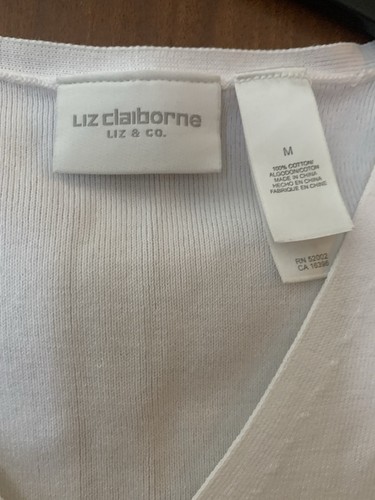 Liz claiborne
LIZ & CO.
M
100% COTTON/
ALGODON/COTON
MADE IN CHINA
HECHO EN CHINA
FABRIQUE EN CHINE
RN 52002
CA 16396